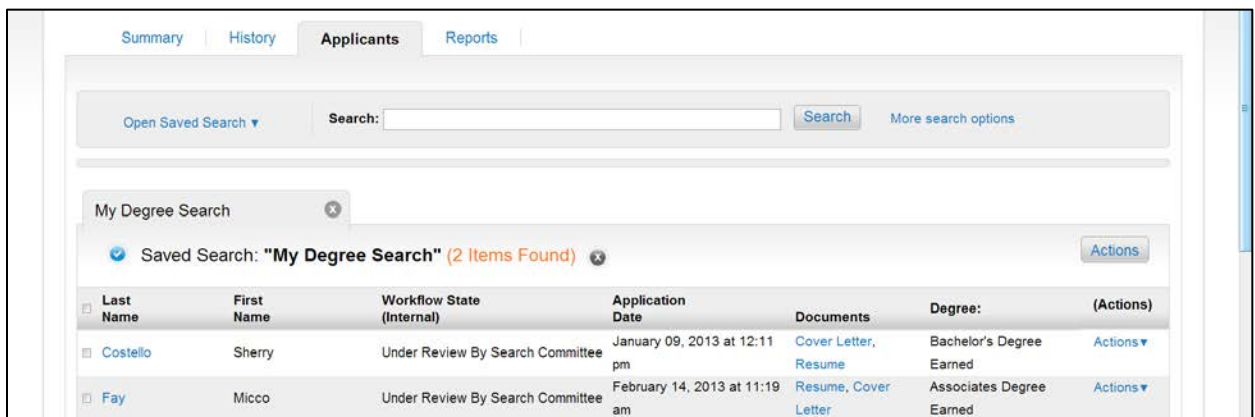 Summary History Applicants Reports
Open Saved Search ▼ Search: Search More search options
My Degree Search
Saved Search: "My Degree Search" (2 Items Found) Actions
Last Name First Name Workflow State (Internal) Application Date Documents Degree: (Actions)
Costello Sherry Under Review By Search Committee January 09, 2013 at 12:11 pm Cover Letter, Resume Bachelor's Degree Earned Actions ▼
Fay Micco Under Review By Search Committee February 14, 2013 at 11:19 am Resume, Cover Letter Associates Degree Earned Actions ▼